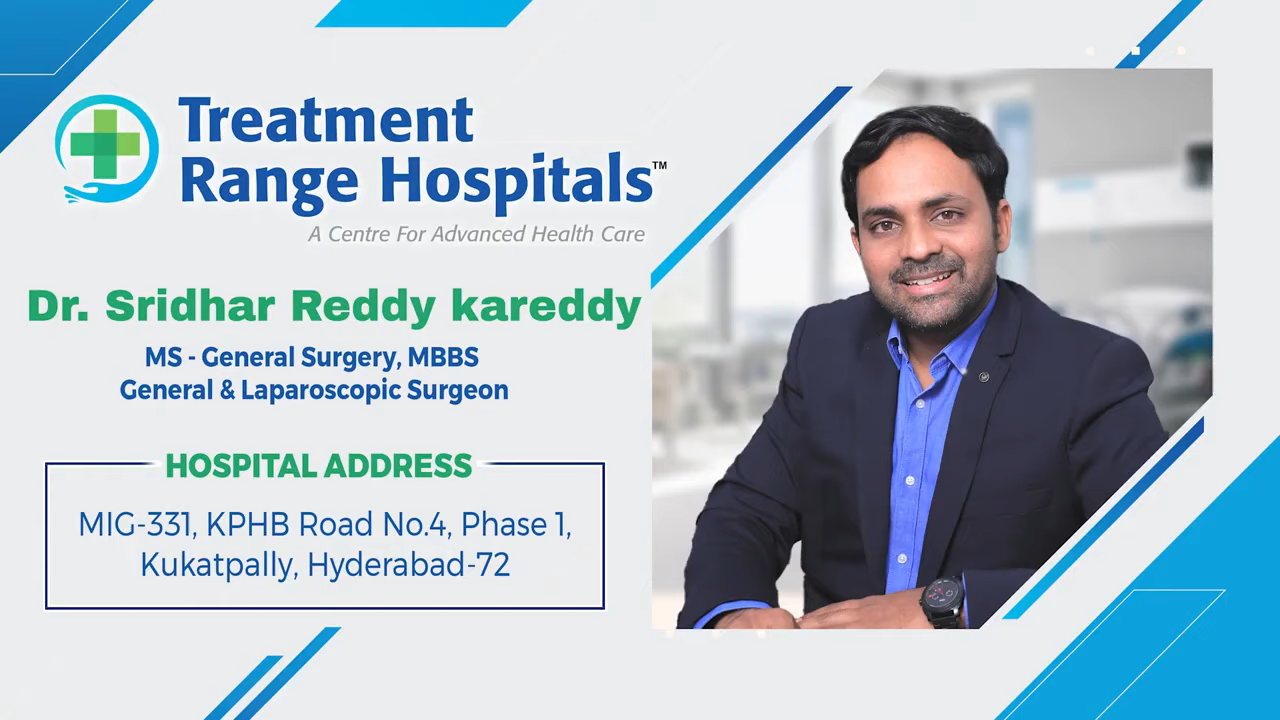 Treatment
Range Hospitals™
A Centre For Advanced Health Care
Dr. Sridhar Reddy kareddy
MS - General Surgery, MBBS
General & Laparoscopic Surgeon
HOSPITAL ADDRESS
MIG-331, KPHB Road No.4, Phase 1,
Kukatpally, Hyderabad-72